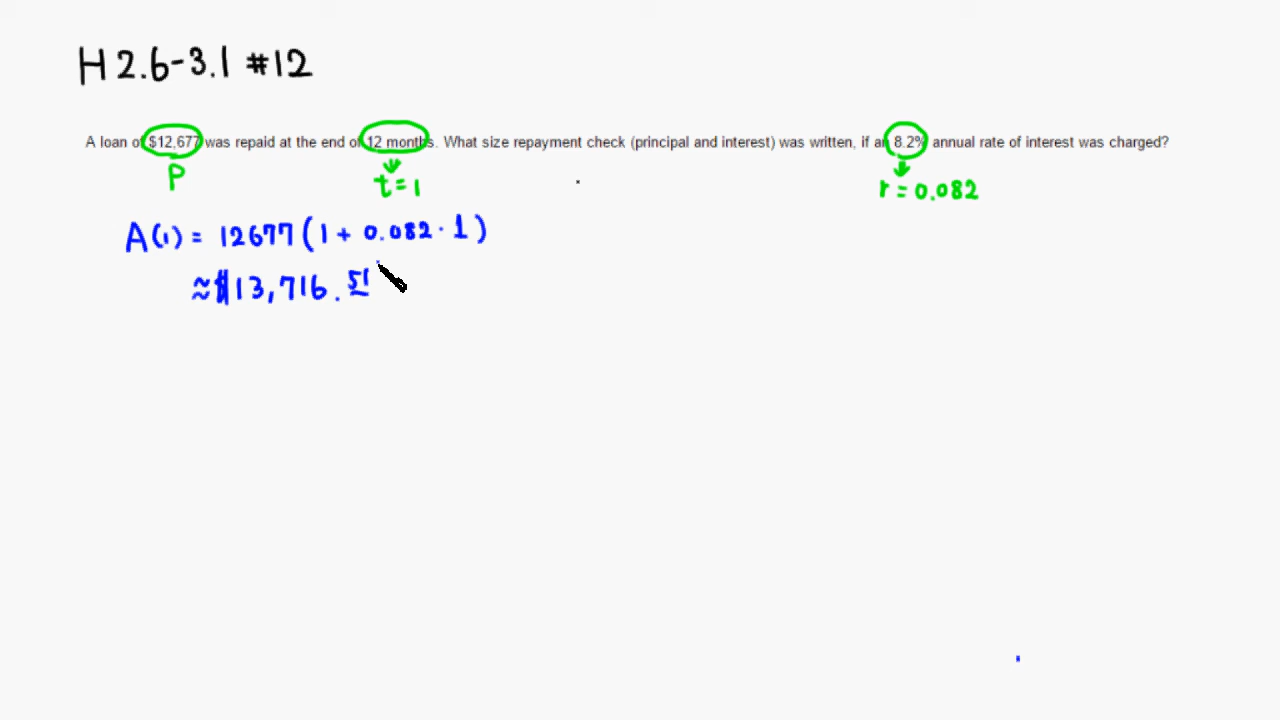 H 2.6-3.1 #12
A loan of $12,677 was repaid at the end of 12 months. What size repayment check (principal and interest) was written, if an 8.2% annual rate of interest was charged?
P t=1 r=0.082
A(1) = 12677(1+0.082·1)
≈$13,716.51